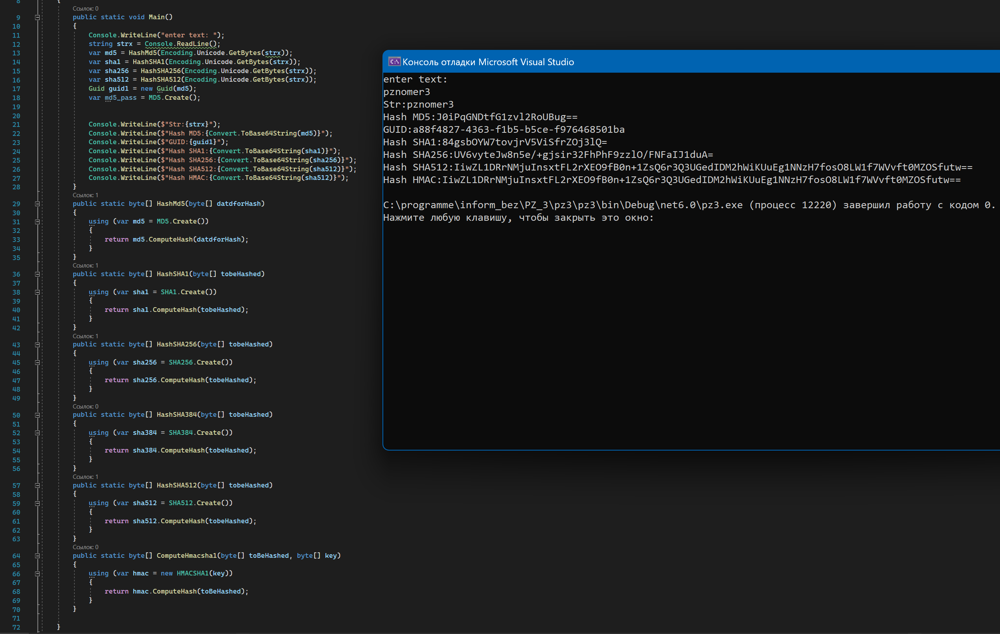 8 {
Ссылок: 0
9 public static void Main()
10 {
11 Console.WriteLine("enter text: ");
12 string strx = Console.ReadLine();
13 var md5 = HashMd5(Encoding.Unicode.GetBytes(strx));
14 var sha1 = HashSHA1(Encoding.Unicode.GetBytes(strx));
15 var sha256 = HashSHA256(Encoding.Unicode.GetBytes(strx));
16 var sha512 = HashSHA512(Encoding.Unicode.GetBytes(strx));
17 Guid guid1 = new Guid(md5);
18 var md5_pass = MD5.Create();
19
20
21 Console.WriteLine($"Str:{strx}");
22 Console.WriteLine($"Hash MD5:{Convert.ToBase64String(md5)}");
23 Console.WriteLine($"GUID:{guid1}");
24 Console.WriteLine($"Hash SHA1:{Convert.ToBase64String(sha1)}");
25 Console.WriteLine($"Hash SHA256:{Convert.ToBase64String(sha256)}");
26 Console.WriteLine($"Hash SHA512:{Convert.ToBase64String(sha512)}");
27 Console.WriteLine($"Hash HMAC:{Convert.ToBase64String(sha512)}");
28 }
Ссылок: 1
29 public static byte[] HashMd5(byte[] datdforHash)
30 {
31 using (var md5 = MD5.Create())
32 {
33 return md5.ComputeHash(datdforHash);
34 }
35 }
Ссылок: 1
36 public static byte[] HashSHA1(byte[] tobeHashed)
37 {
38 using (var sha1 = SHA1.Create())
39 {
40 return sha1.ComputeHash(tobeHashed);
41 }
42 }
Ссылок: 1
43 public static byte[] HashSHA256(byte[] tobeHashed)
44 {
45 using (var sha256 = SHA256.Create())
46 {
47 return sha256.ComputeHash(tobeHashed);
48 }
49 }
Ссылок: 0
50 public static byte[] HashSHA384(byte[] tobeHashed)
51 {
52 using (var sha384 = SHA384.Create())
53 {
54 return sha384.ComputeHash(tobeHashed);
55 }
56 }
Ссылок: 1
57 public static byte[] HashSHA512(byte[] tobeHashed)
58 {
59 using (var sha512 = SHA512.Create())
60 {
61 return sha512.ComputeHash(tobeHashed);
62 }
63 }
Ссылок: 0
64 public static byte[] ComputeHmacsha1(byte[] toBeHashed, byte[] key)
65 {
66 using (var hmac = new HMACSHA1(key))
67 {
68 return hmac.ComputeHash(toBeHashed);
69 }
70 }
71
72 }
C:\ Консоль отладки Microsoft Visual Studio
enter text:
pznomer3
Str:pznomer3
Hash MD5:J0iPqGNDtfG1zvl2RoUBug==
GUID:a88f4827-4363-f1b5-b5ce-f976468501ba
Hash SHA1:84gsbOYW7tovjrV5ViSfrZOj3lQ=
Hash SHA256:UV6vyteJw8n5e/+gjsir32FhPhF9zzlO/FNFaIJ1duA=
Hash SHA512:IiwZL1DRrNMjuInsxtFL2rXEO9fB0n+1ZsQ6r3Q3UGedIDM2hWiKUuEg1NNzH7fosO8LW1f7WVvft0MZOSfutw==
Hash HMAC:IiwZL1DRrNMjuInsxtFL2rXEO9fB0n+1ZsQ6r3Q3UGedIDM2hWiKUuEg1NNzH7fosO8LW1f7WVvft0MZOSfutw==
C:\programme\inform_bez\PZ_3\pz3\pz3\bin\Debug\net6.0\pz3.exe (процесс 12220) завершил работу с кодом 0.
Нажмите любую клавишу, чтобы закрыть это окно: